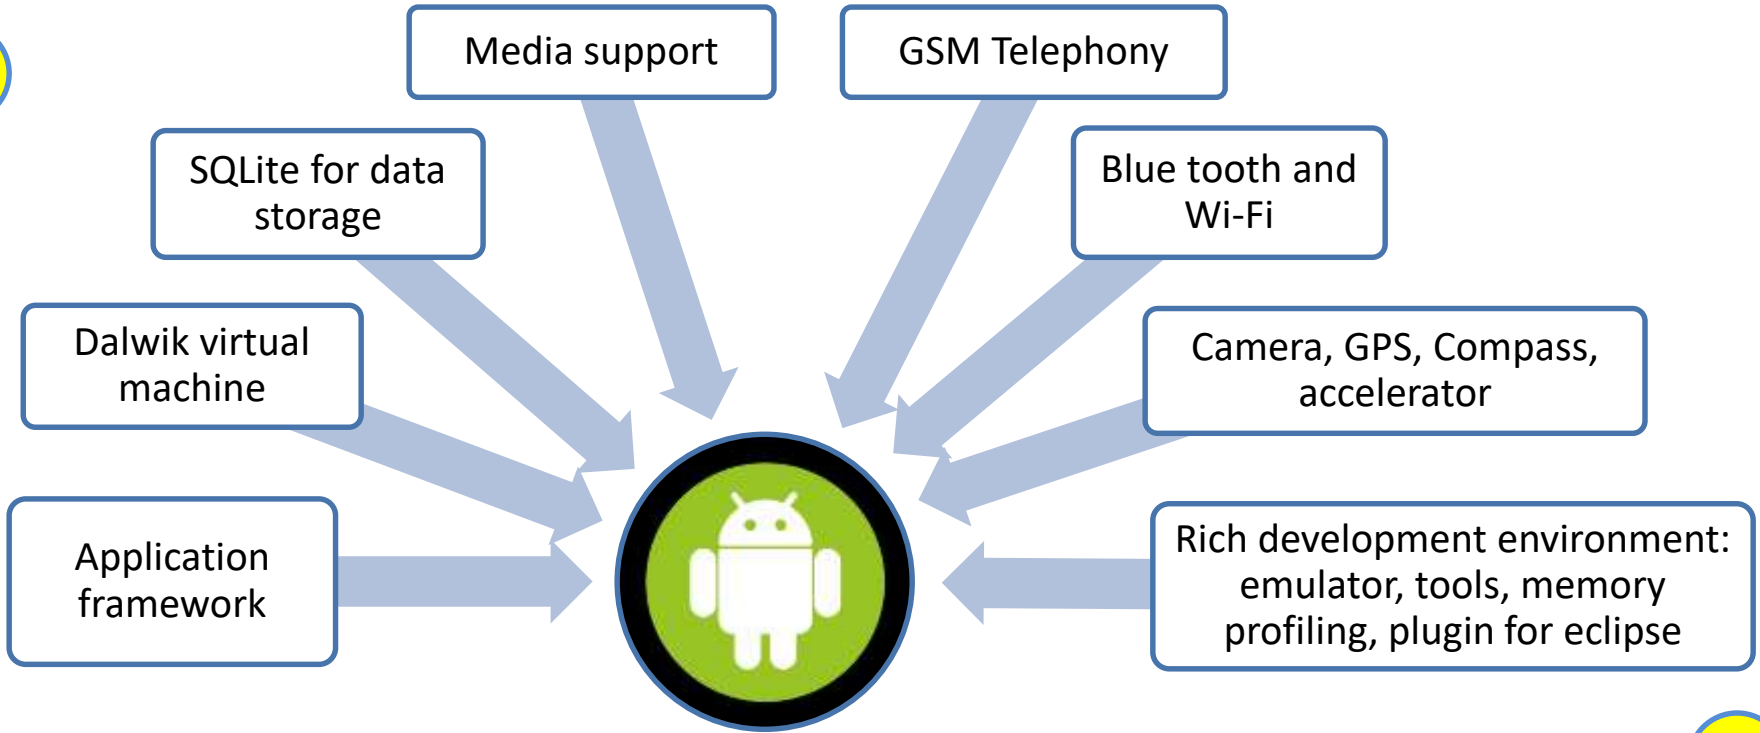 Media support
GSM Telephony
SQLite for data
storage
Blue tooth and
Wi-Fi
Dalwik virtual
machine
Camera, GPS, Compass,
accelerator
Application
framework
Rich development environment:
emulator, tools, memory
profiling, plugin for eclipse